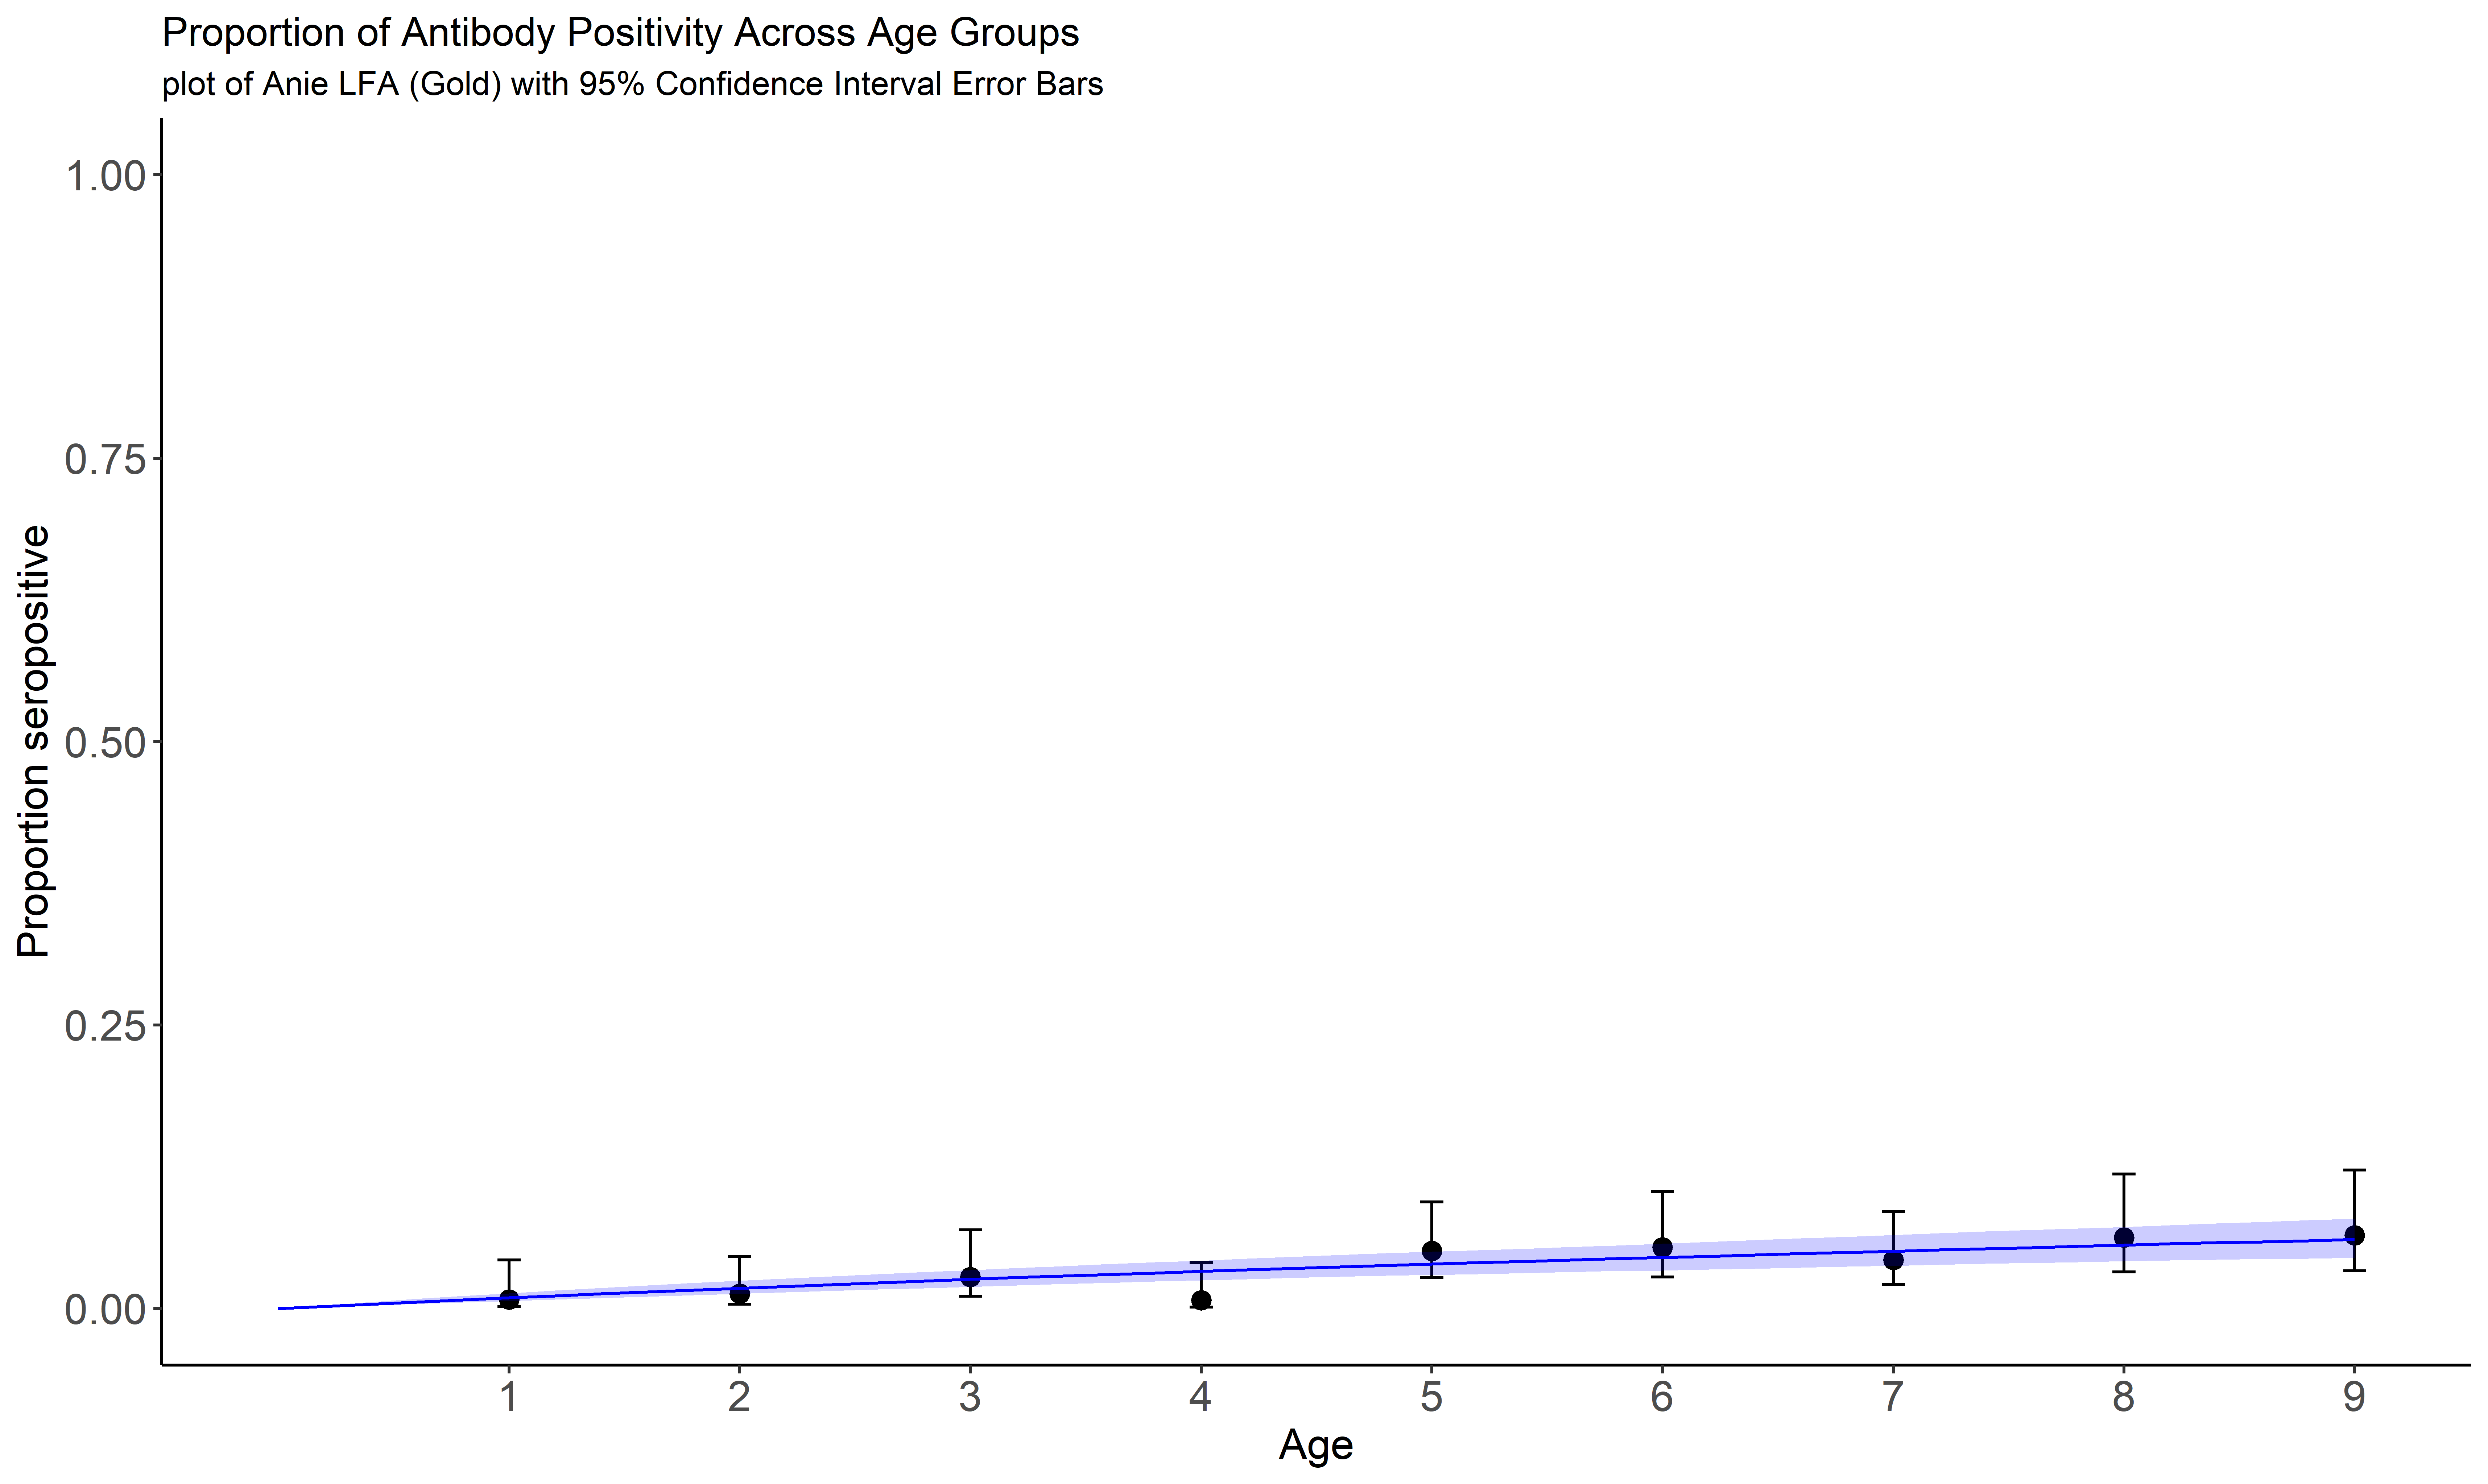 Proportion of Antibody Positivity Across Age Groups
plot of Anie LFA (Gold) with 95% Confidence Interval Error Bars
1.00
0.75
0.50
0.25
0.00
Proportion seropositive
1 2 3 4 5 6 7 8 9
Age